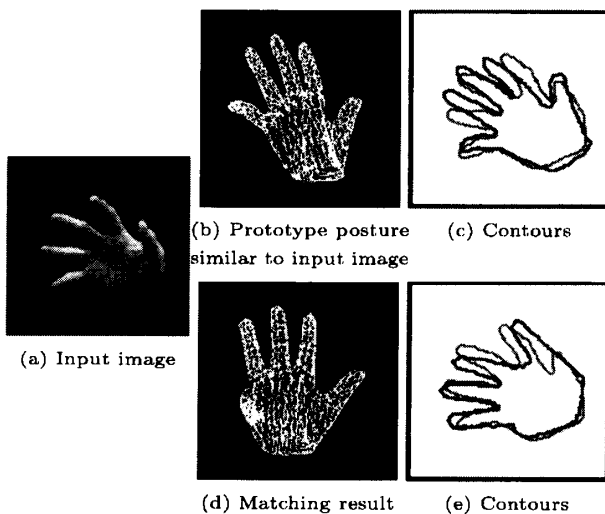 (a) Input image
(b) Prototype posture
similar to input image
(c) Contours
(d) Matching result
(e) Contours